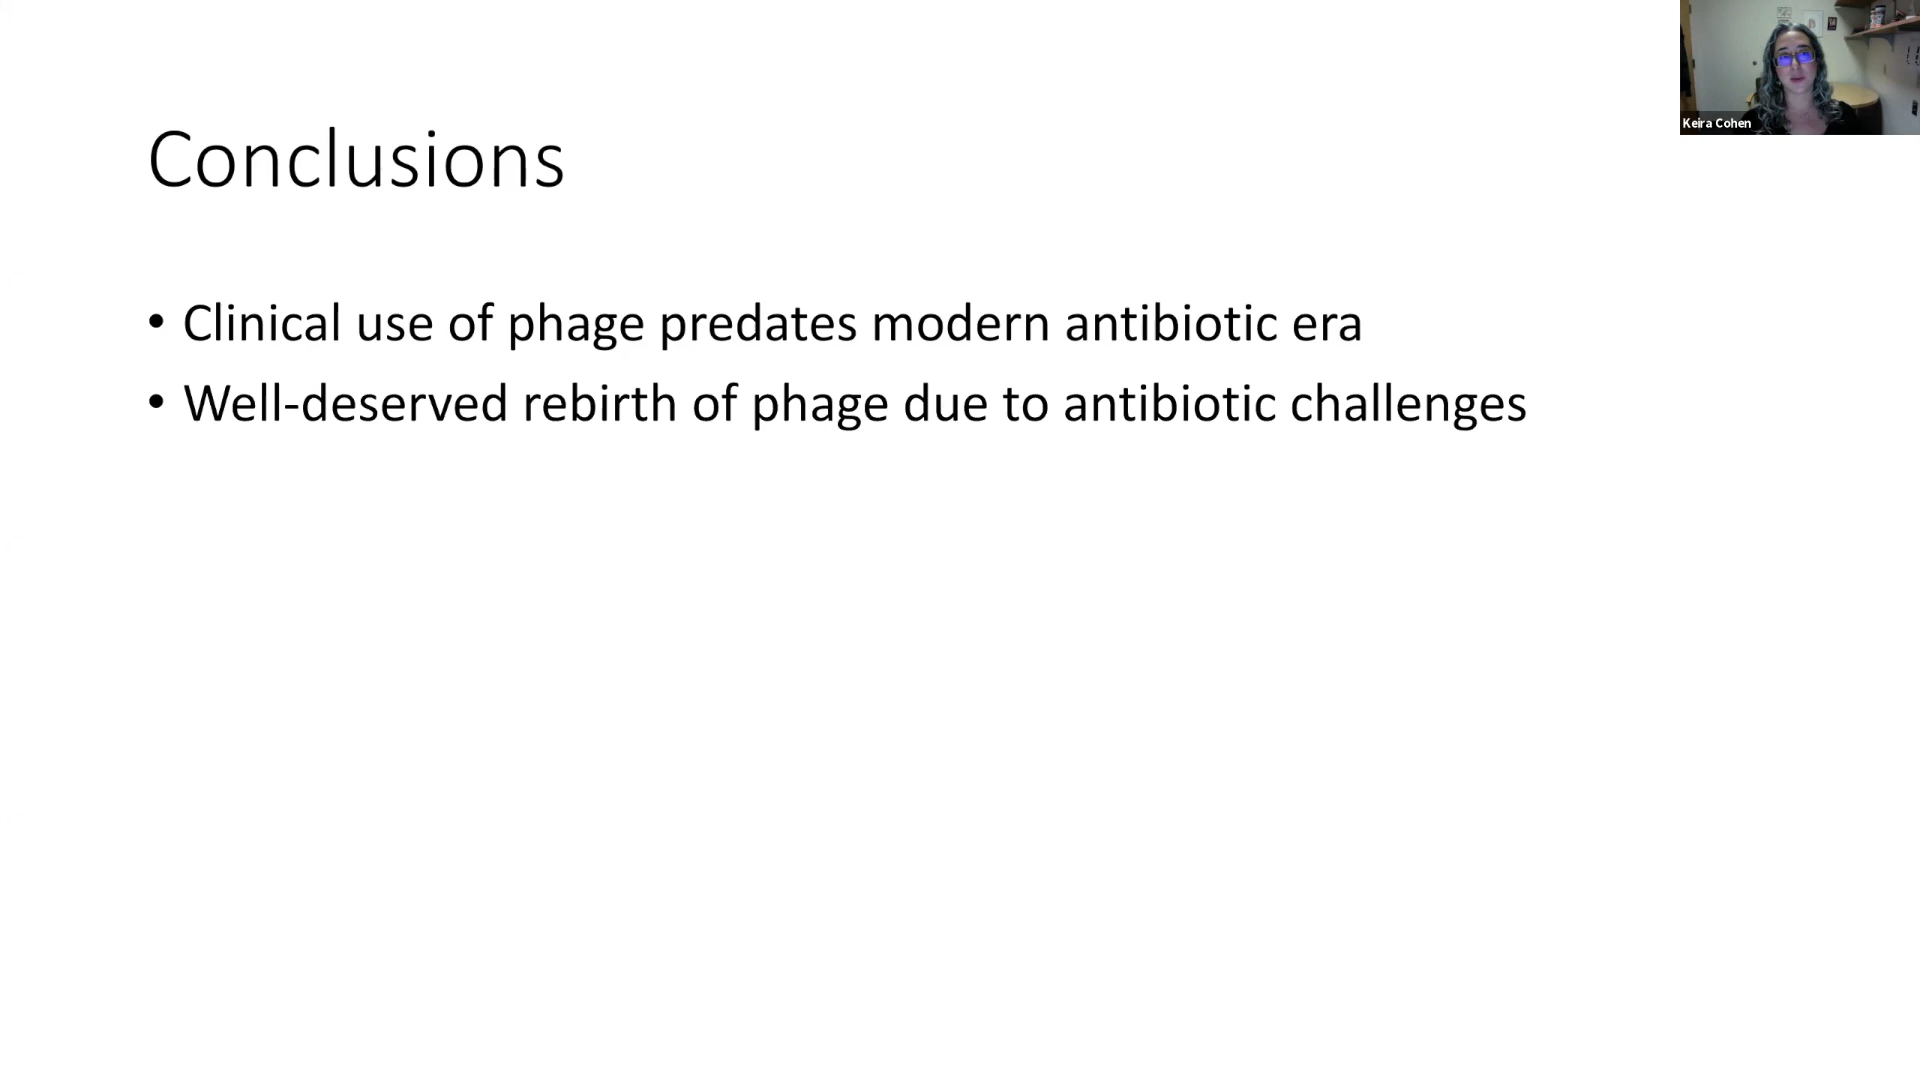 Keira Cohen
Conclusions
• Clinical use of phage predates modern antibiotic era
• Well-deserved rebirth of phage due to antibiotic challenges